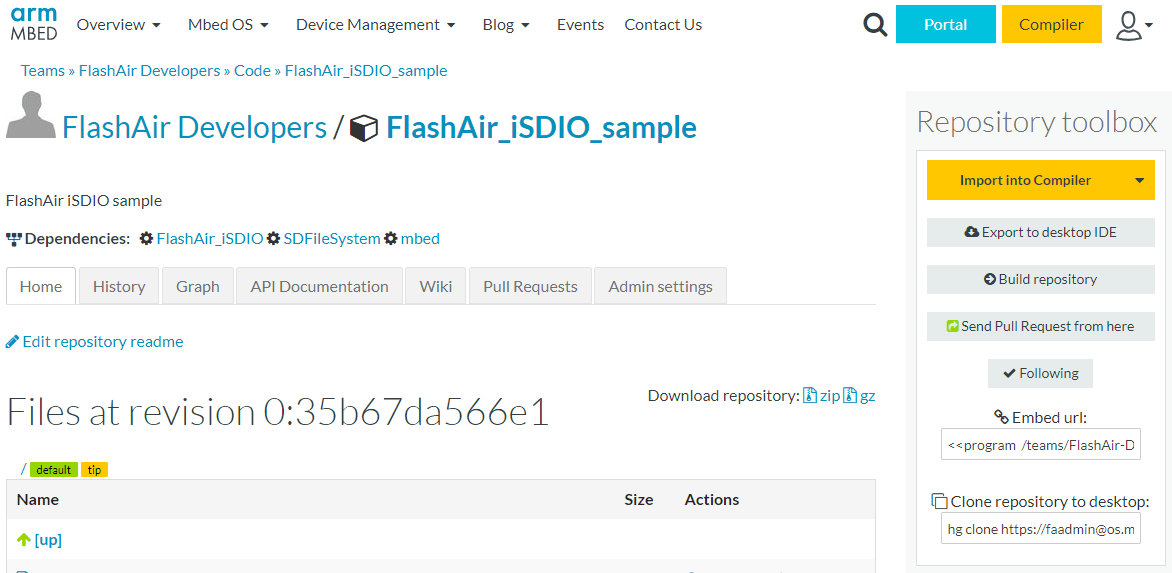 arm
MBED
Overview Mbed OS Device Management Blog Events Contact Us Portal Compiler
Teams » FlashAir Developers » Code » FlashAir_iSDIO_sample
FlashAir Developers / FlashAir_iSDIO_sample
FlashAir iSDIO sample
Dependencies: FlashAir_iSDIO SDFileSystem mbed
Home History Graph API Documentation Wiki Pull Requests Admin settings
Edit repository readme
Files at revision 0:35b67da566e1
Download repository: zip gz
/ default tip
Name Size Actions
[up]
Repository toolbox
Import into Compiler
Export to desktop IDE
Build repository
Send Pull Request from here
Following
Embed url:
<<program /teams/FlashAir-D
Clone repository to desktop:
hg clone https://faadmin@os.m